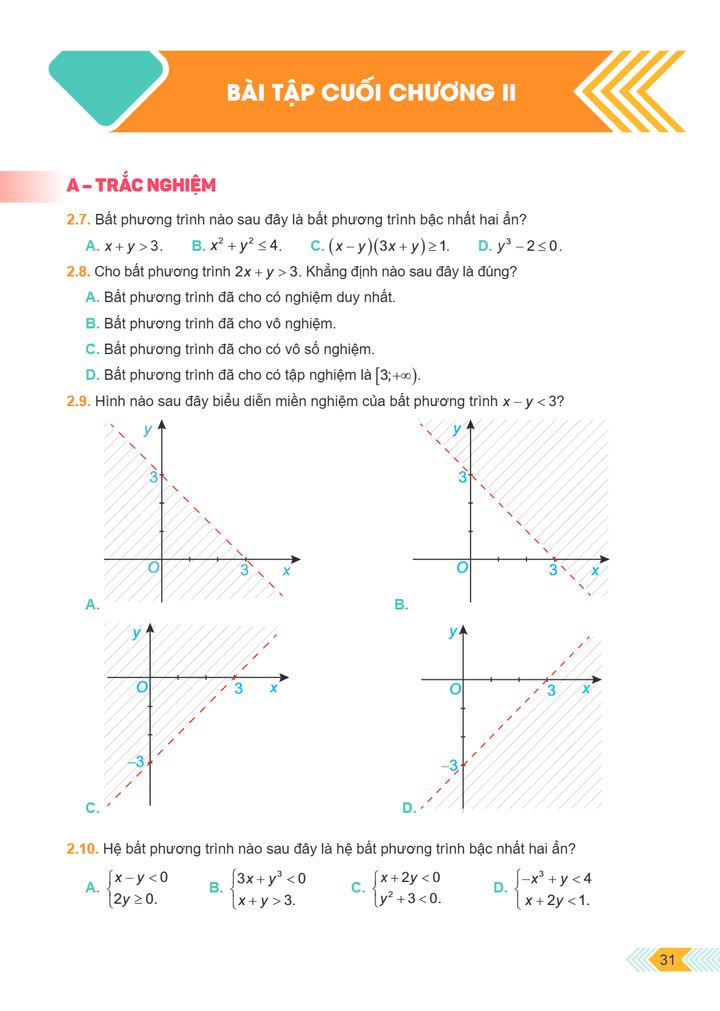 BÀI TẬP CUỐI CHƯƠNG II
A – TRẮC NGHIỆM
2.7. Bất phương trình nào sau đây là bất phương trình bậc nhất hai ẩn?
A. x + y > 3. B. x² + y² ≤ 4. C. (x – y)(3x + y) ≥ 1. D. y³ – 2 ≤ 0.
2.8. Cho bất phương trình 2x + y > 3. Khẳng định nào sau đây là đúng?
A. Bất phương trình đã cho có nghiệm duy nhất.
B. Bất phương trình đã cho vô nghiệm.
C. Bất phương trình đã cho có vô số nghiệm.
D. Bất phương trình đã cho có tập nghiệm là [3;+∞).
2.9. Hình nào sau đây biểu diễn miền nghiệm của bất phương trình x – y < 3?
y
3
O 3 x
A.
y
3
O 3 x
B.
y
O 3 x
–3
C.
y
O 3 x
–3
D.
2.10. Hệ bất phương trình nào sau đây là hệ bất phương trình bậc nhất hai ẩn?
A. {x – y < 0 B. {3x + y³ < 0 C. {x + 2y < 0 D. {–x³ + y < 4
2y ≥ 0. x + y > 3. y² + 3 < 0. x + 2y < 1.
31